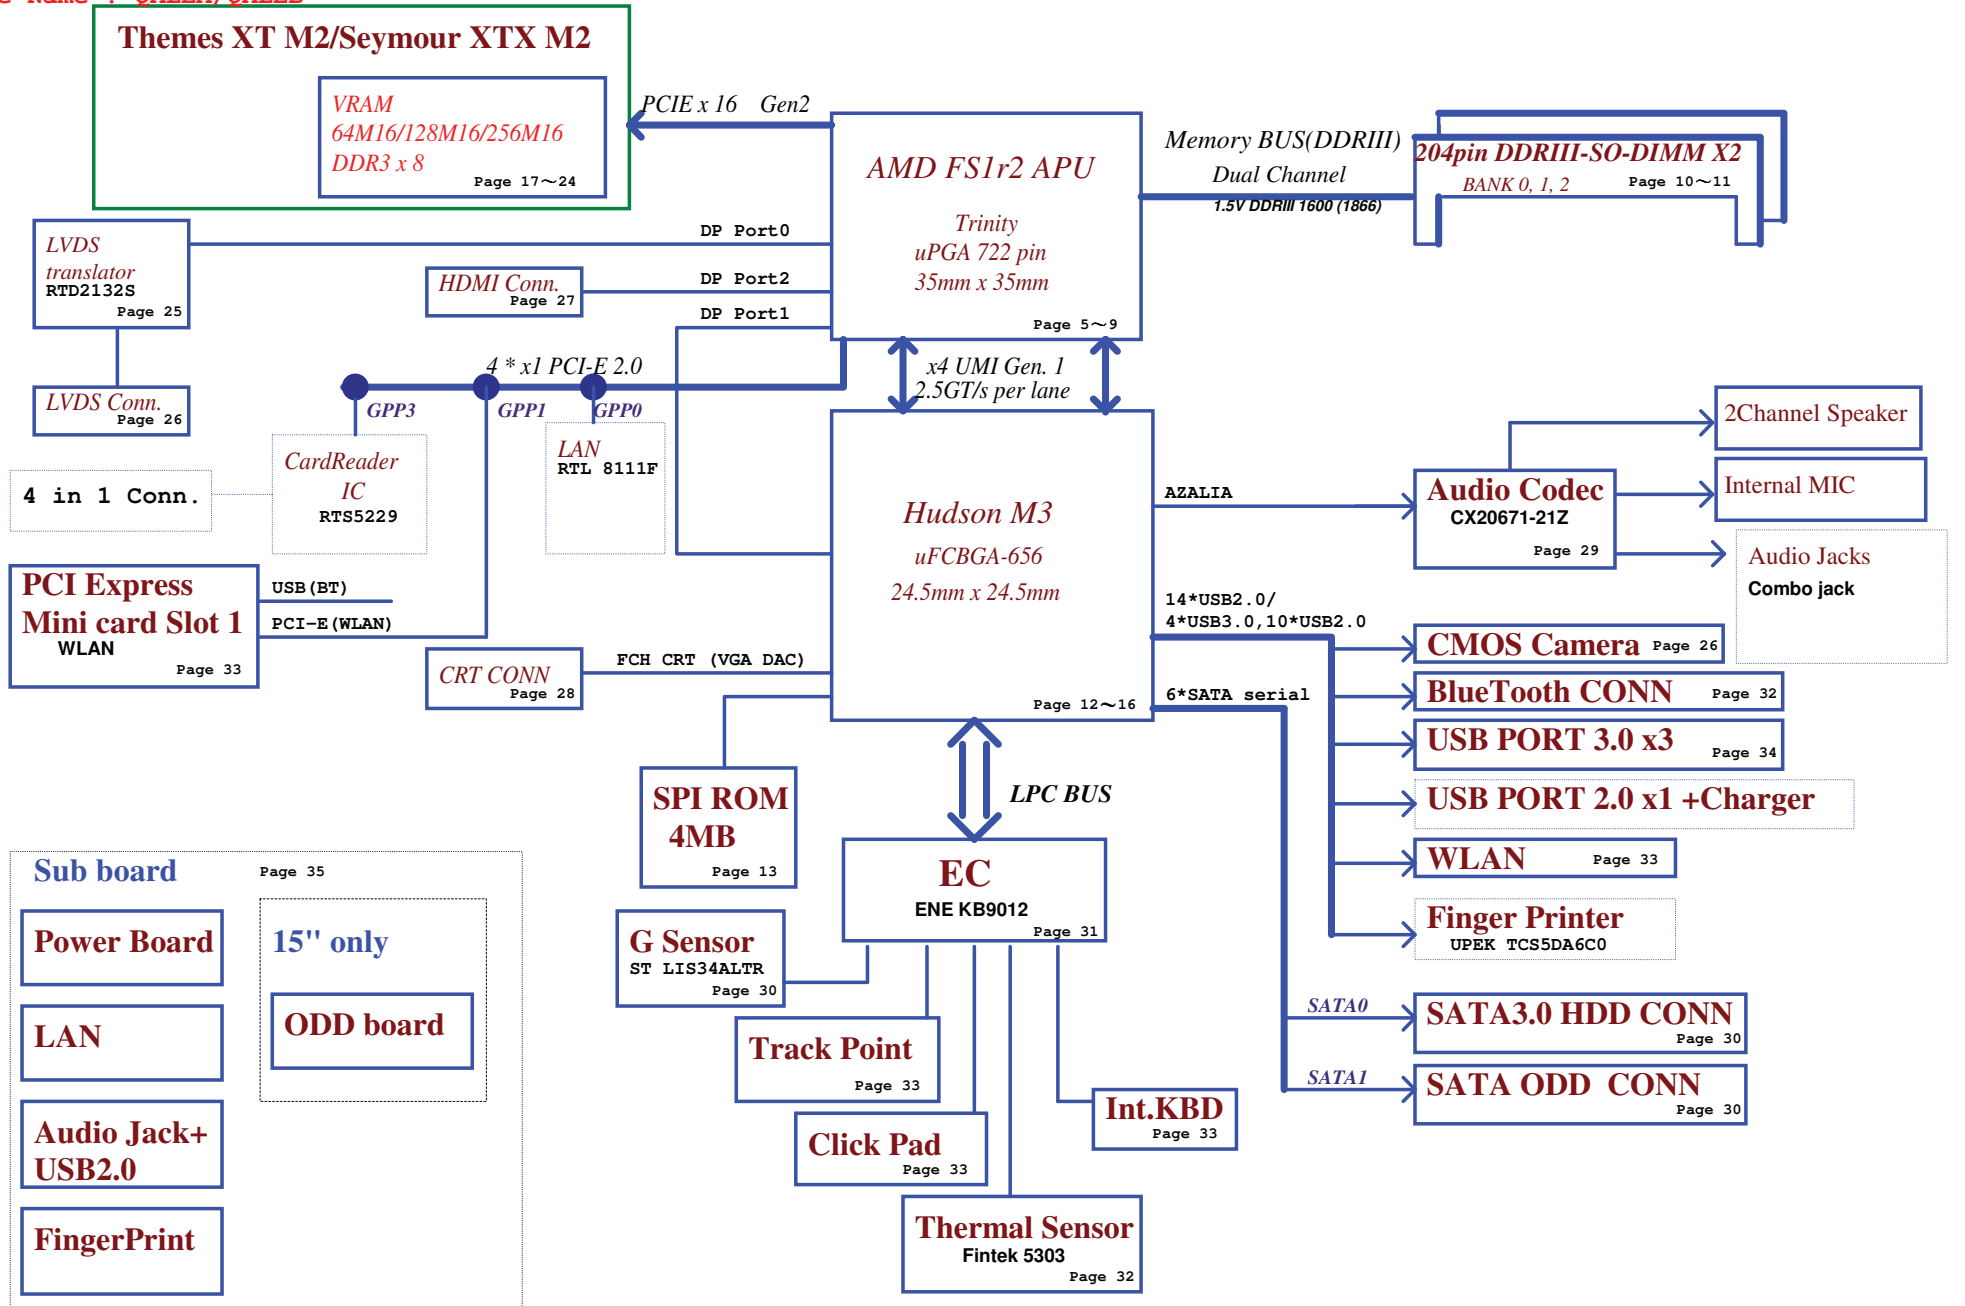 Themes XT M2/Seymour XTX M2
VRAM
64M16/128M16/256M16
DDR3 x 8
Page 17~24
PCIE x 16 Gen2
AMD FS1r2 APU
Trinity
uPGA 722 pin
35mm x 35mm
Page 5~9
Memory BUS(DDRIII)
Dual Channel
1.5V DDRIII 1600 (1866)
204pin DDRIII-SO-DIMM X2
BANK 0, 1, 2
Page 10~11
LVDS
translator
RTD2132S
Page 25
DP Port0
HDMI Conn.
Page 27
DP Port2
DP Port1
LVDS Conn.
Page 26
4 * x1 PCI-E 2.0
GPP3
GPP1
GPP0
x4 UMI Gen. 1
2.5GT/s per lane
4 in 1 Conn.
CardReader
IC
RTS5229
LAN
RTL 8111F
Hudson M3
uFCBGA-656
24.5mm x 24.5mm
Page 12~16
AZALIA
Audio Codec
CX20671-21Z
Page 29
2Channel Speaker
Internal MIC
Audio Jacks
Combo jack
PCI Express
Mini card Slot 1
WLAN
Page 33
USB(BT)
PCI-E(WLAN)
CRT CONN
Page 28
FCH CRT (VGA DAC)
14*USB2.0/
4*USB3.0,10*USB2.0
6*SATA serial
CMOS Camera Page 26
BlueTooth CONN Page 32
USB PORT 3.0 x3 Page 34
USB PORT 2.0 x1 +Charger
WLAN Page 33
Finger Printer
UPEK TCS5DA6C0
SATA0
SATA3.0 HDD CONN
Page 30
SATA1
SATA ODD CONN
Page 30
SPI ROM
4MB
Page 13
LPC BUS
EC
ENE KB9012
Page 31
G Sensor
ST LIS34ALTR
Page 30
Track Point
Page 33
Click Pad
Page 33
Thermal Sensor
Fintek 5303
Page 32
Int.KBD
Page 33
Sub board
Page 35
Power Board
LAN
Audio Jack+
USB2.0
FingerPrint
15" only
ODD board